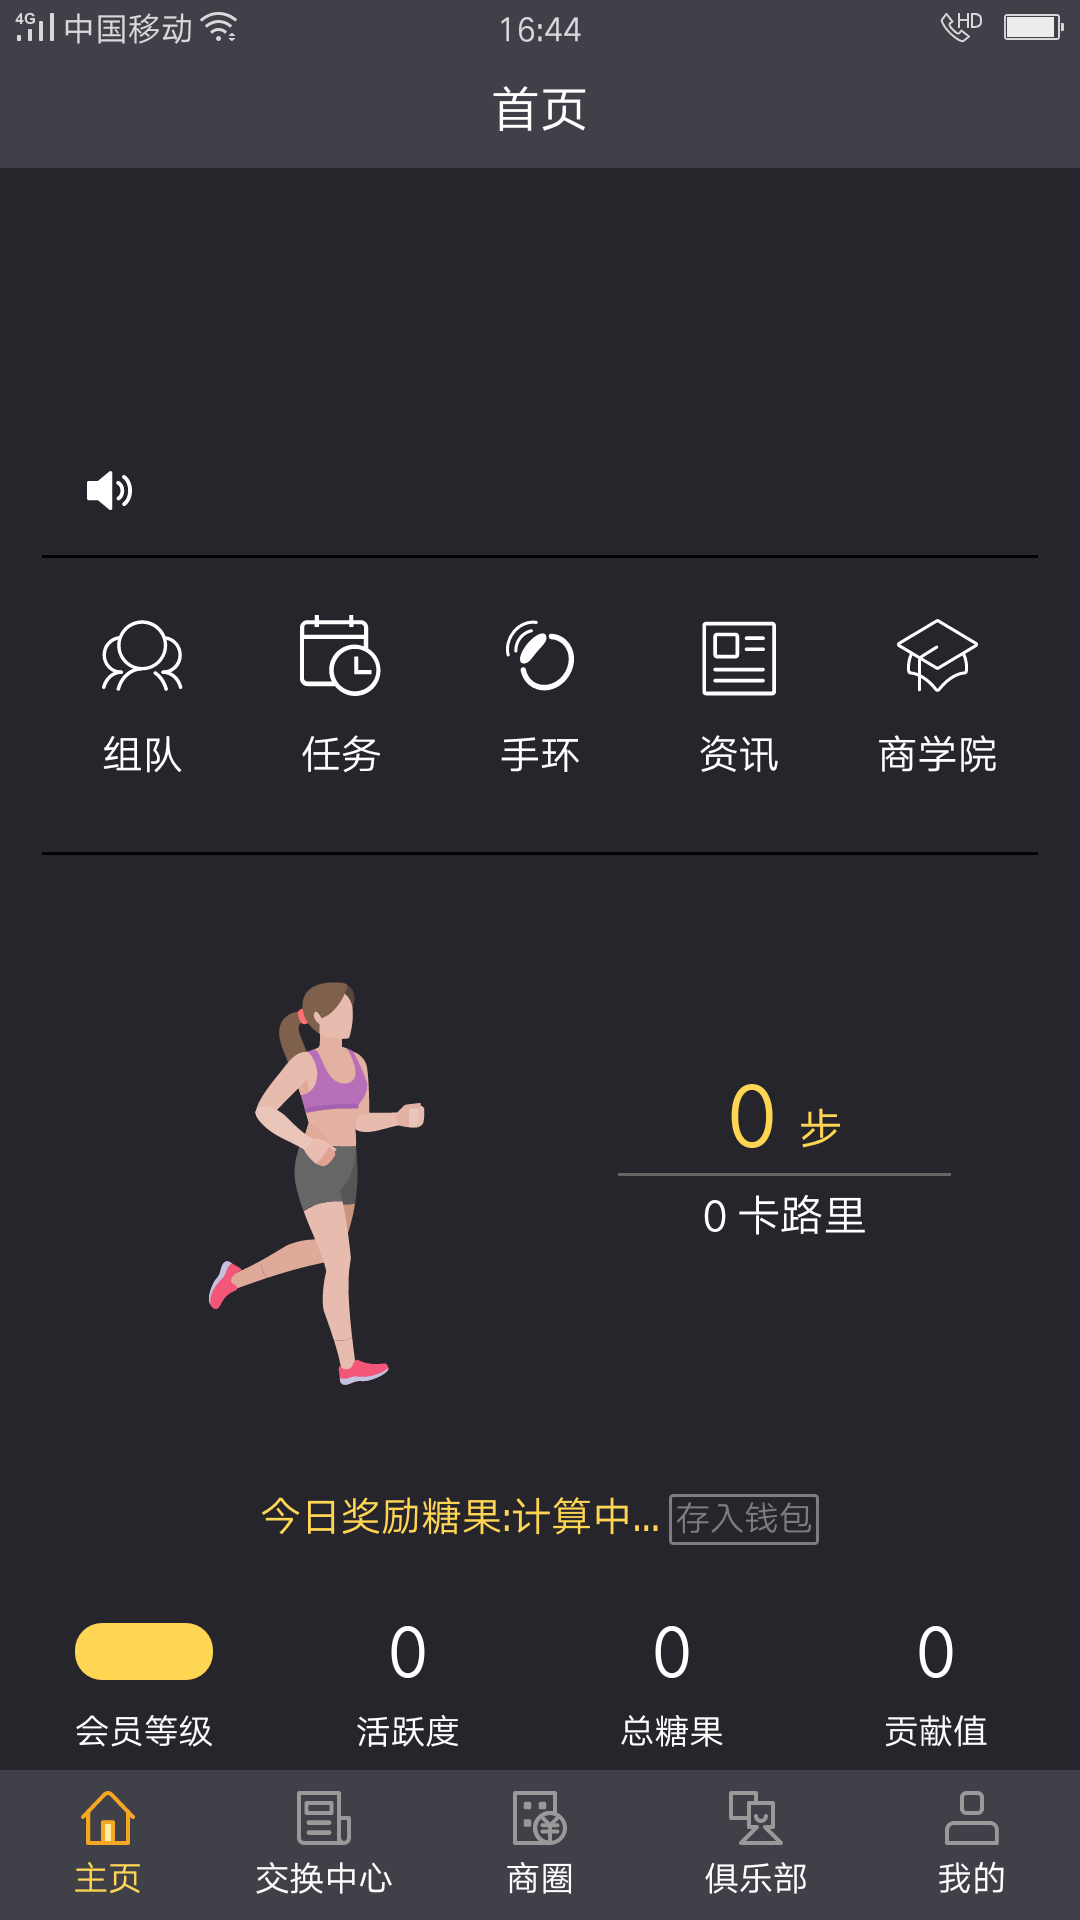 4G 中国移动 16:44 HD
首页
组队 任务 手环 资讯 商学院
0 步
0 卡路里
今日奖励糖果:计算中... 存入钱包
0 0 0
会员等级 活跃度 总糖果 贡献值
主页 交换中心 商圈 俱乐部 我的